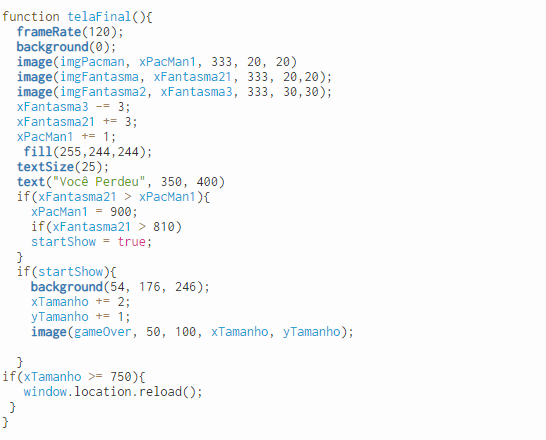 function telaFinal(){
  frameRate(120);
  background(0);
  image(imgPacman, xPacMan1, 333, 20, 20)
  image(imgFantasma, xFantasma21, 333, 20,20);
  image(imgFantasma2, xFantasma3, 333, 30,30);
  xFantasma3 -= 3;
  xFantasma21 += 3;
  xPacMan1 += 1;
   fill(255,244,244);
  textSize(25);
  text("Você Perdeu", 350, 400)
  if(xFantasma21 > xPacMan1){
    xPacMan1 = 900;
    if(xFantasma21 > 810)
    startShow = true;
  }
  if(startShow){
    background(54, 176, 246);
    xTamanho += 2;
    yTamanho += 1;
    image(gameOver, 50, 100, xTamanho, yTamanho);
  }
if(xTamanho >= 750){
   window.location.reload();
 }
}